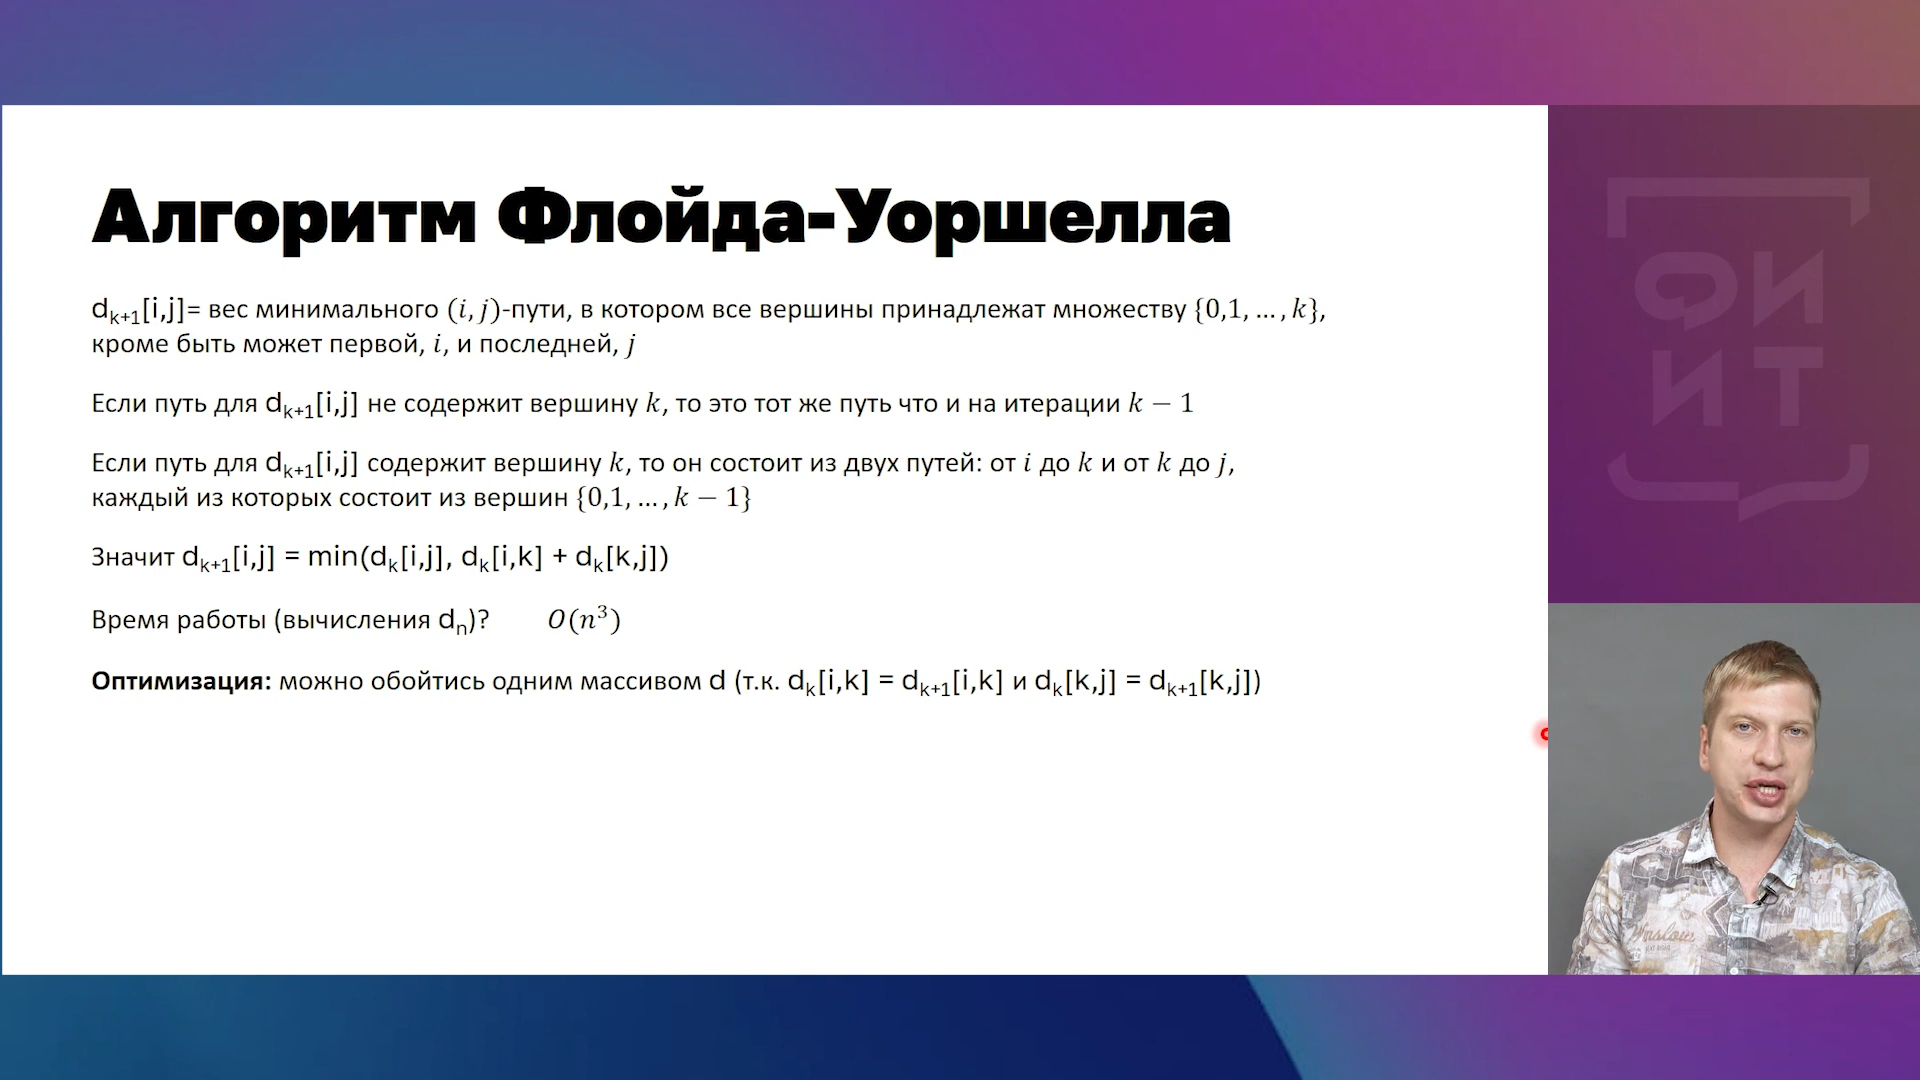 Алгоритм Флойда-Уоршелла
dk+1[i,j]= вес минимального (i, j)-пути, в котором все вершины принадлежат множеству {0,1, … , k},
кроме быть может первой, i, и последней, j
Если путь для dk+1[i,j] не содержит вершину k, то это тот же путь что и на итерации k − 1
Если путь для dk+1[i,j] содержит вершину k, то он состоит из двух путей: от i до k и от k до j,
каждый из которых состоит из вершин {0,1, … , k − 1}
Значит dk+1[i,j] = min(dk[i,j], dk[i,k] + dk[k,j])
Время работы (вычисления dn)? O(n³)
Оптимизация: можно обойтись одним массивом d (т.к. dk[i,k] = dk+1[i,k] и dk[k,j] = dk+1[k,j])
ФИ
ИТ
Winslow